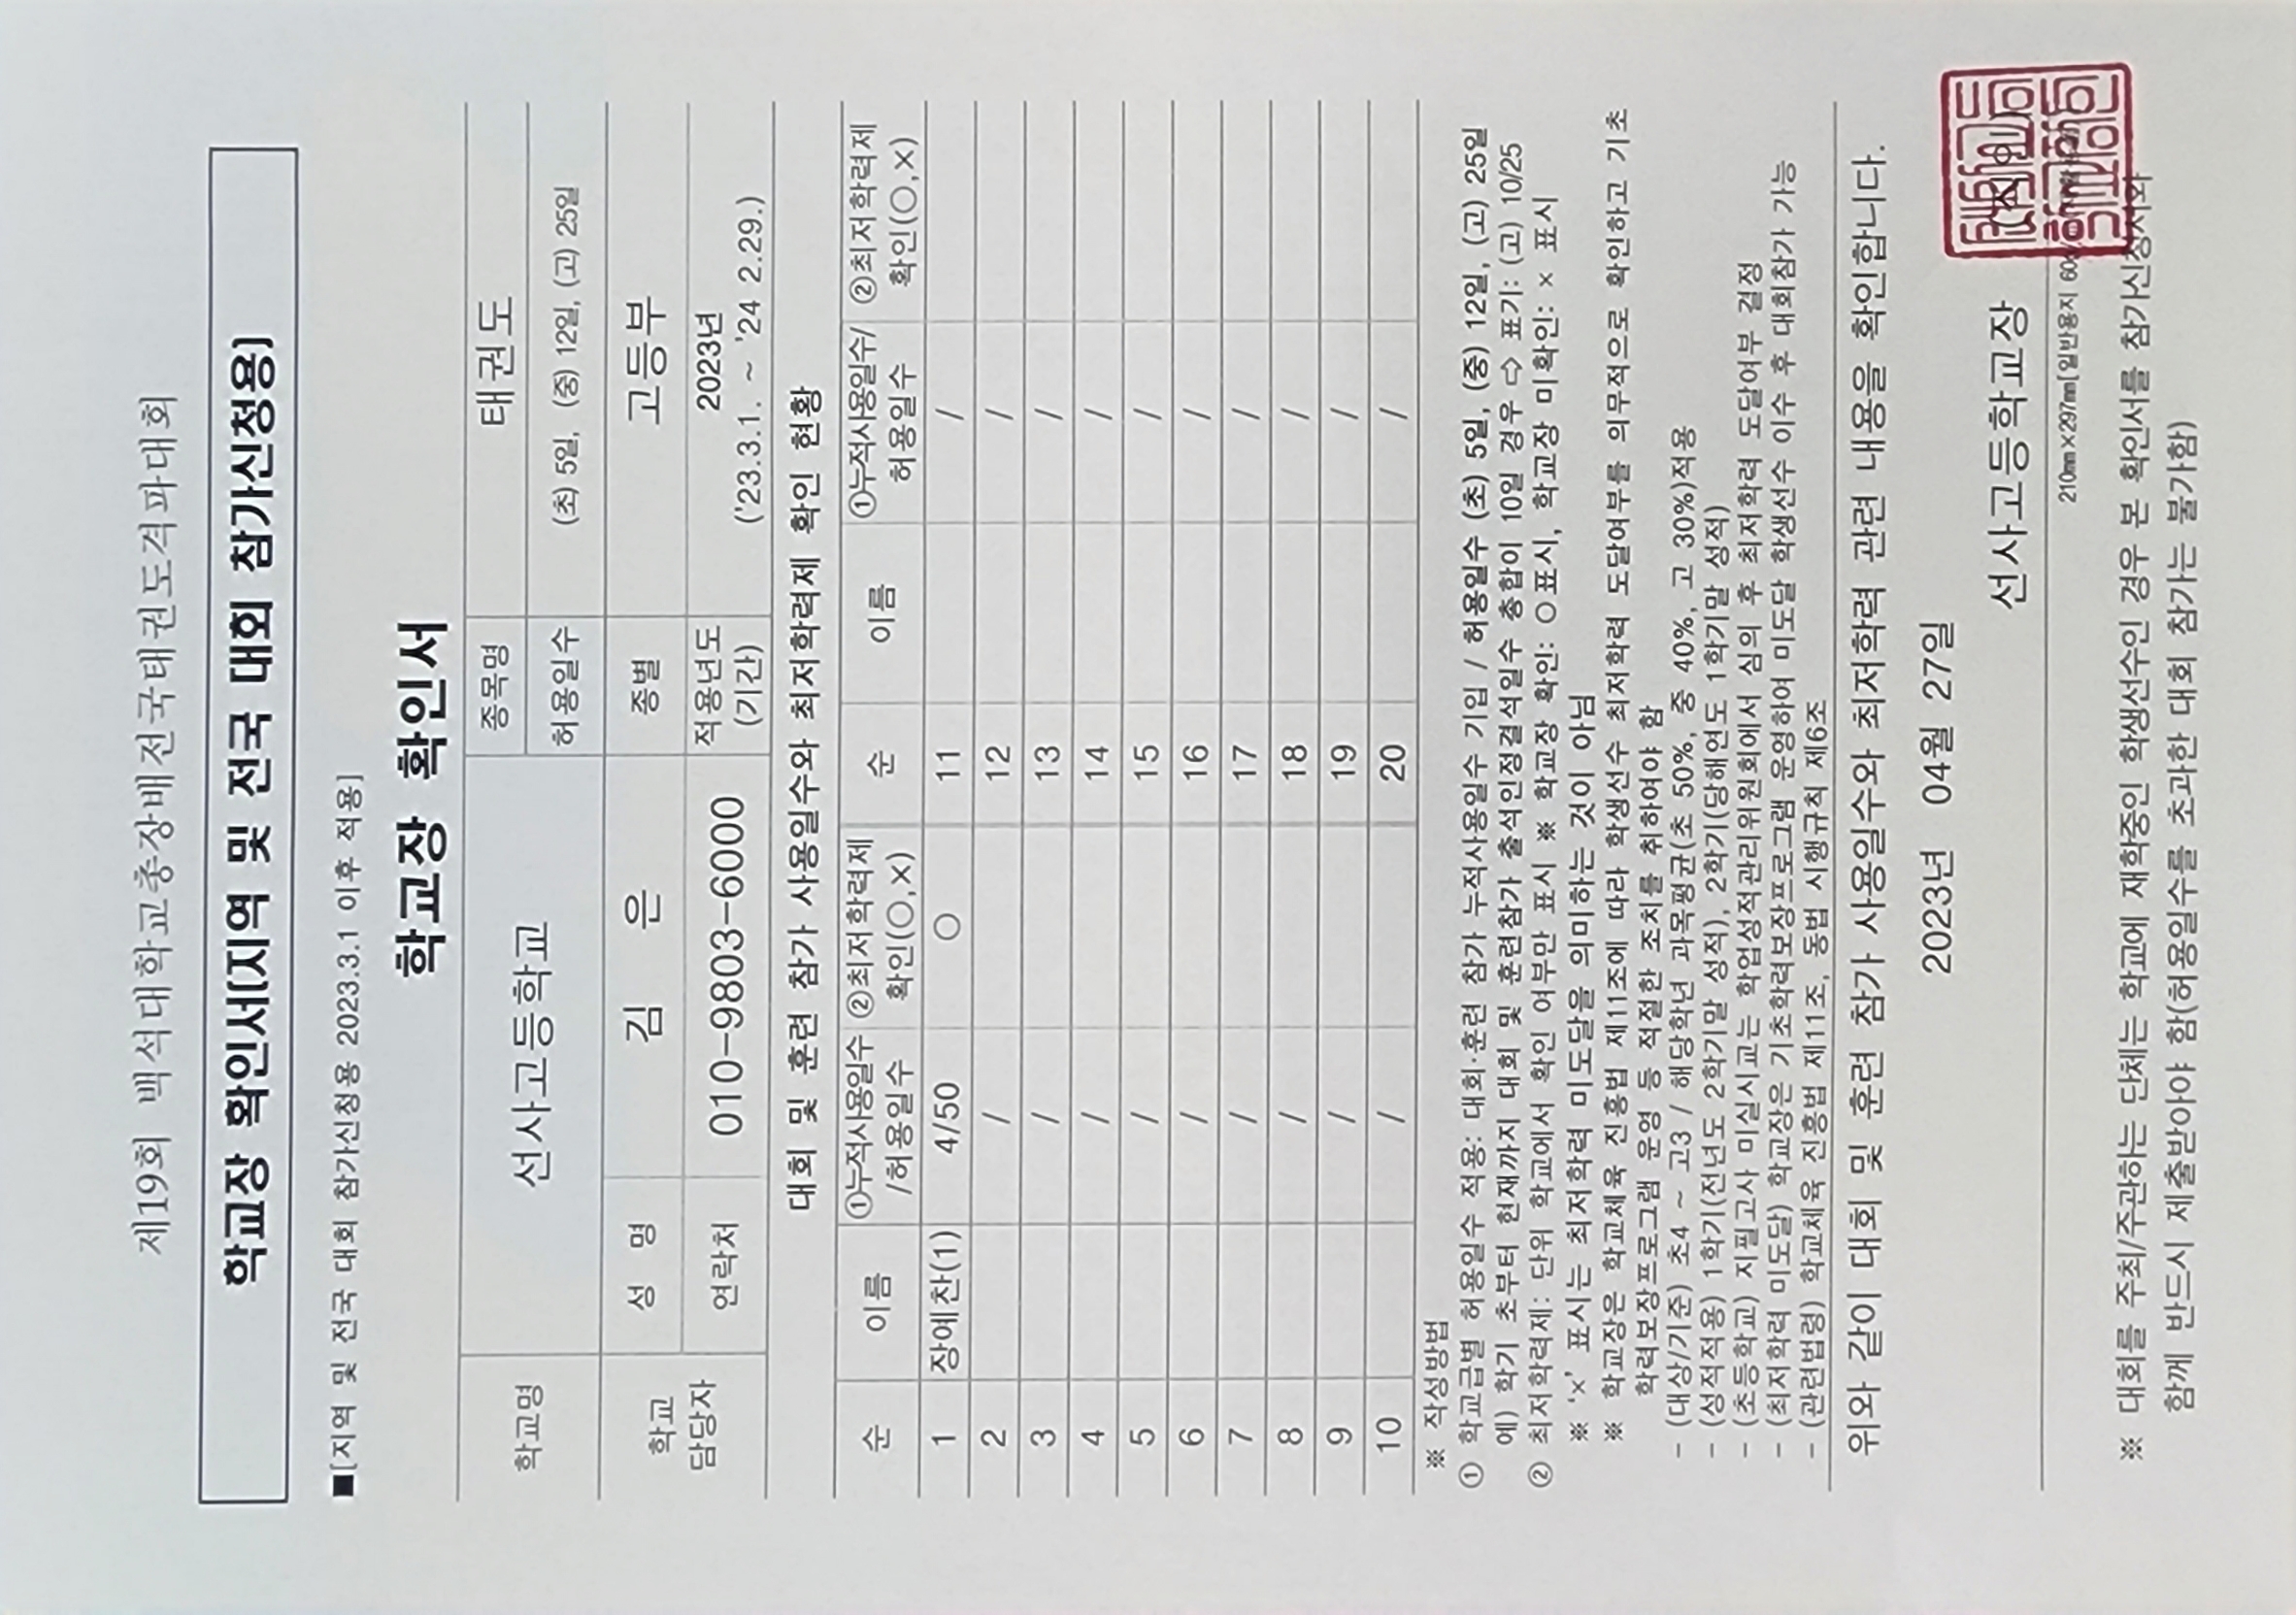 제19회 백석대학교총장배전국태권도격파대회
학교장 확인서(지역 및 전국 대회 참가신청용)
■[지역 및 전국 대회 참가신청용 2023.3.1 이후 적용]
학교장 확인서
학교명 선사고등학교 종목명 태권도
허용일수 (초) 5일, (중) 12일, (고) 25일
학교 담당자 성 명 김 은 종별 고등부
연락처 010-9803-6000 적용년도 (기간) 2023년 ('23.3.1. ~ '24 2.29.)
대회 및 훈련 참가 사용일수와 최저학력제 확인 현황
순 이름 ①누적사용일수 /허용일수 ②최저학력제 확인(○,×) 순 이름 ①누적사용일수/ 허용일수 ②최저학력제 확인(○,×)
1 장예찬(1) 4/50 ○ 11 /
2 / 12 /
3 / 13 /
4 / 14 /
5 / 15 /
6 / 16 /
7 / 17 /
8 / 18 /
9 / 19 /
10 / 20 /
※ 작성방법
① 학교급별 허용일수 적용: 대회·훈련 참가 누적사용일수 기입 / 허용일수 (초) 5일, (중) 12일, (고) 25일
예) 학기 초부터 현재까지 대회 및 훈련참가 출석인정결석일수 총합이 10일 경우 ⇨ 표기: (고) 10/25
② 최저학력제: 단위 학교에서 확인 여부만 표시 ※ 학교장 확인: ○표시, 학교장 미확인: × 표시
※ '×' 표시는 최저학력 미도달을 의미하는 것이 아님
※ 학교장은 학교체육 진흥법 제11조에 따라 학생선수 최저학력 도달여부를 의무적으로 확인하고 기초
학력보장프로그램 운영 등 적절한 조치를 취하여야 함
- (대상/기준) 초4 ~ 고3 / 해당학년 과목평균(초 50%, 중 40%, 고 30%)적용
- (성적적용) 1학기(전년도 2학기말 성적), 2학기(당해연도 1학기말 성적)
- (초등학교) 지필고사 미실시교는 학업성적관리위원회에서 심의 후 최저학력 도달여부 결정
- (최저학력 미도달) 학교장은 기초학력보장프로그램 운영하여 미도달 학생선수 이수 후 대회참가 가능
- (관련법령) 학교체육 진흥법 제11조, 동법 시행규칙 제6조
위와 같이 대회 및 훈련 참가 사용일수와 최저학력 관련 내용을 확인합니다.
2023년 04월 27일
선사고등학교장
210㎜×297㎜[일반용지
※ 대회를 주최/주관하는 단체는 학교에 재학중인 학생선수인 경우 본 확인서를 참가신청서와
함께 반드시 제출받아야 함(허용일수를 초과한 대회 참가는 불가함)